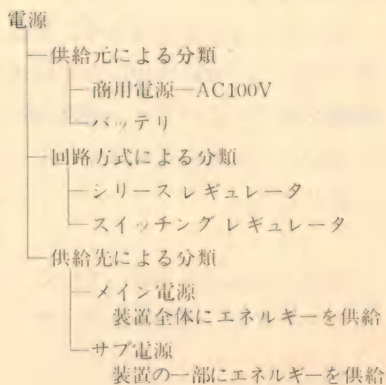 電源
供給元による分類
商用電源—AC100V
バッテリ
回路方式による分類
シリーズ レギュレータ
スイッチング レギュレータ
供給先による分類
メイン電源
装置全体にエネルギーを供給
サブ電源
装置の一部にエネルギーを供給